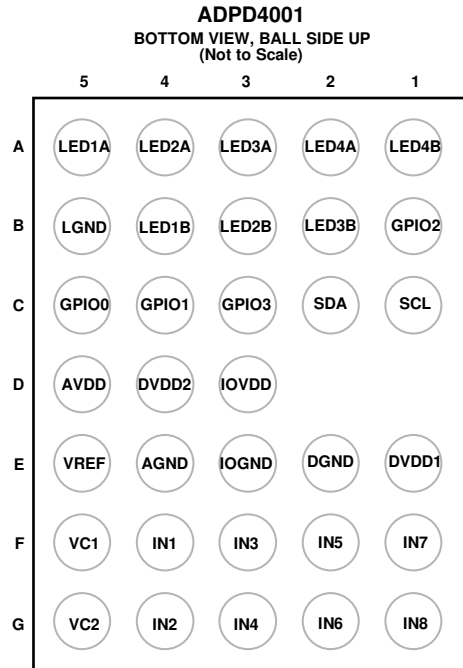 ADPD4001
BOTTOM VIEW, BALL SIDE UP
(Not to Scale)
5 4 3 2 1
A LED1A LED2A LED3A LED4A LED4B
B LGND LED1B LED2B LED3B GPIO2
C GPIO0 GPIO1 GPIO3 SDA SCL
D AVDD DVDD2 IOVDD
E VREF AGND IOGND DGND DVDD1
F VC1 IN1 IN3 IN5 IN7
G VC2 IN2 IN4 IN6 IN8